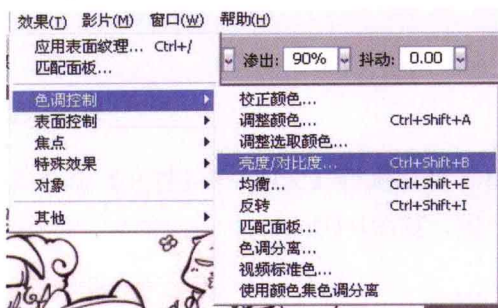 效果(T) 影片(M) 窗口(W) 帮助(H)
应用表面纹理... Ctrl+/
匹配面板...
渗出: 90% 抖动: 0.00
色调控制
表面控制
焦点
特殊效果
对象
其他
校正颜色...
调整颜色... Ctrl+Shift+A
调整选取颜色...
亮度/对比度... Ctrl+Shift+B
均衡... Ctrl+Shift+E
反转 Ctrl+Shift+I
匹配面板...
色调分离...
视频标准色...
使用颜色集色调分离